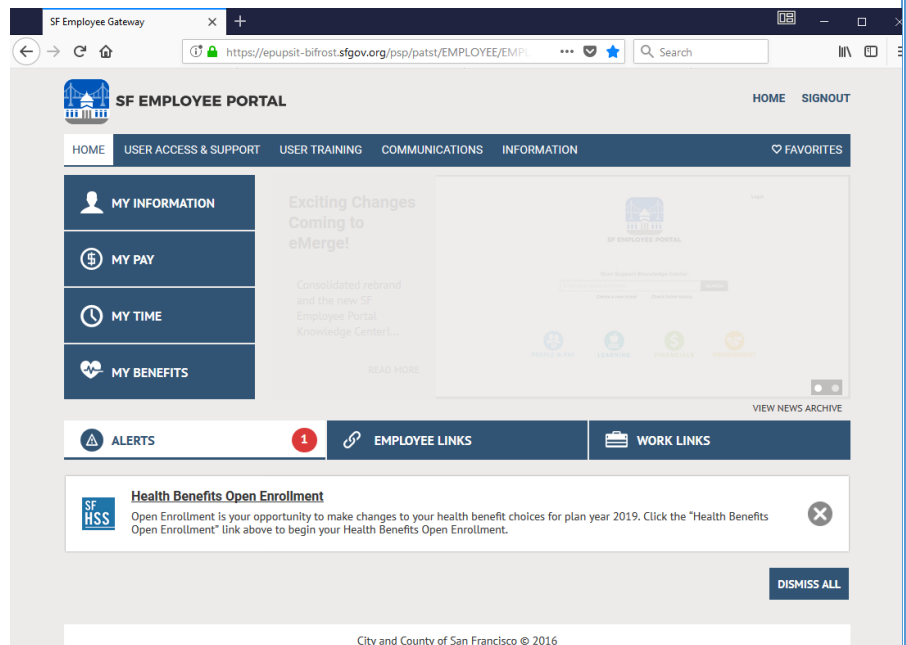 SF Employee Gateway
https://epupsit-bifrost.sfgov.org/psp/patst/EMPLOYEE/EMP
Search
SF EMPLOYEE PORTAL
HOME SIGNOUT
HOME USER ACCESS & SUPPORT USER TRAINING COMMUNICATIONS INFORMATION FAVORITES
MY INFORMATION
MY PAY
MY TIME
MY BENEFITS
Exciting Changes
Coming to
eMerge!
Consolidated rebrand
and the new SF
Employee Portal
Knowledge Center!...
READ MORE
SF EMPLOYEE PORTAL
VIEW NEWS ARCHIVE
ALERTS 1 EMPLOYEE LINKS WORK LINKS
SF
HSS
Health Benefits Open Enrollment
Open Enrollment is your opportunity to make changes to your health benefit choices for plan year 2019. Click the “Health Benefits
Open Enrollment” link above to begin your Health Benefits Open Enrollment.
DISMISS ALL
City and County of San Francisco © 2016